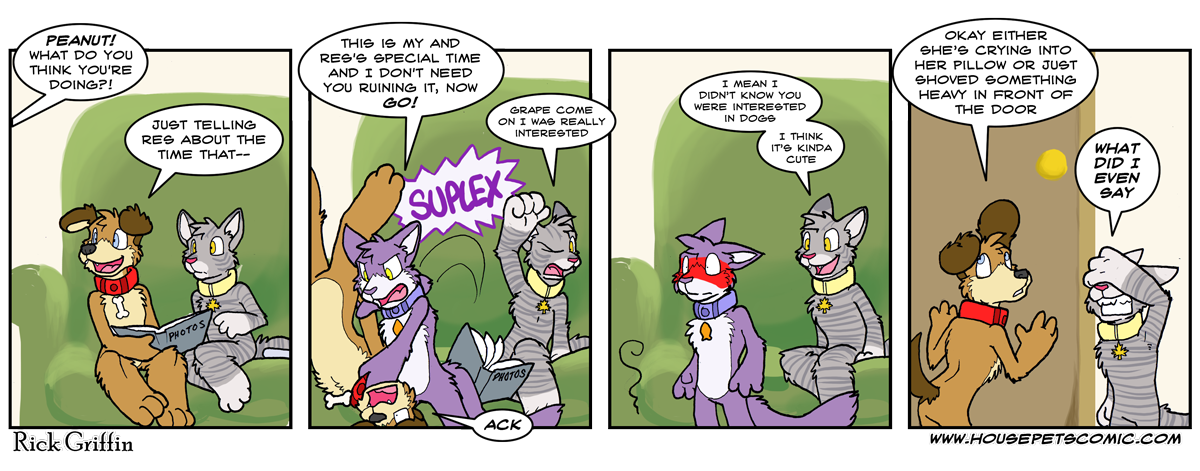 PEANUT!
WHAT DO YOU
THINK YOU'RE
DOING?!
JUST TELLING
RES ABOUT THE
TIME THAT--
PHOTOS
THIS IS MY AND
RES'S SPECIAL TIME
AND I DON'T NEED
YOU RUINING IT, NOW
GO!
GRAPE COME
ON I WAS REALLY
INTERESTED
SUPLEX
PHOTOS
ACK
I MEAN I
DIDN'T KNOW YOU
WERE INTERESTED
IN DOGS
I THINK
IT'S KINDA
CUTE
OKAY EITHER
SHE'S CRYING INTO
HER PILLOW OR JUST
SHOVED SOMETHING
HEAVY IN FRONT OF
THE DOOR
WHAT
DID I
EVEN
SAY
Rick Griffin
WWW.HOUSEPETSCOMIC.COM